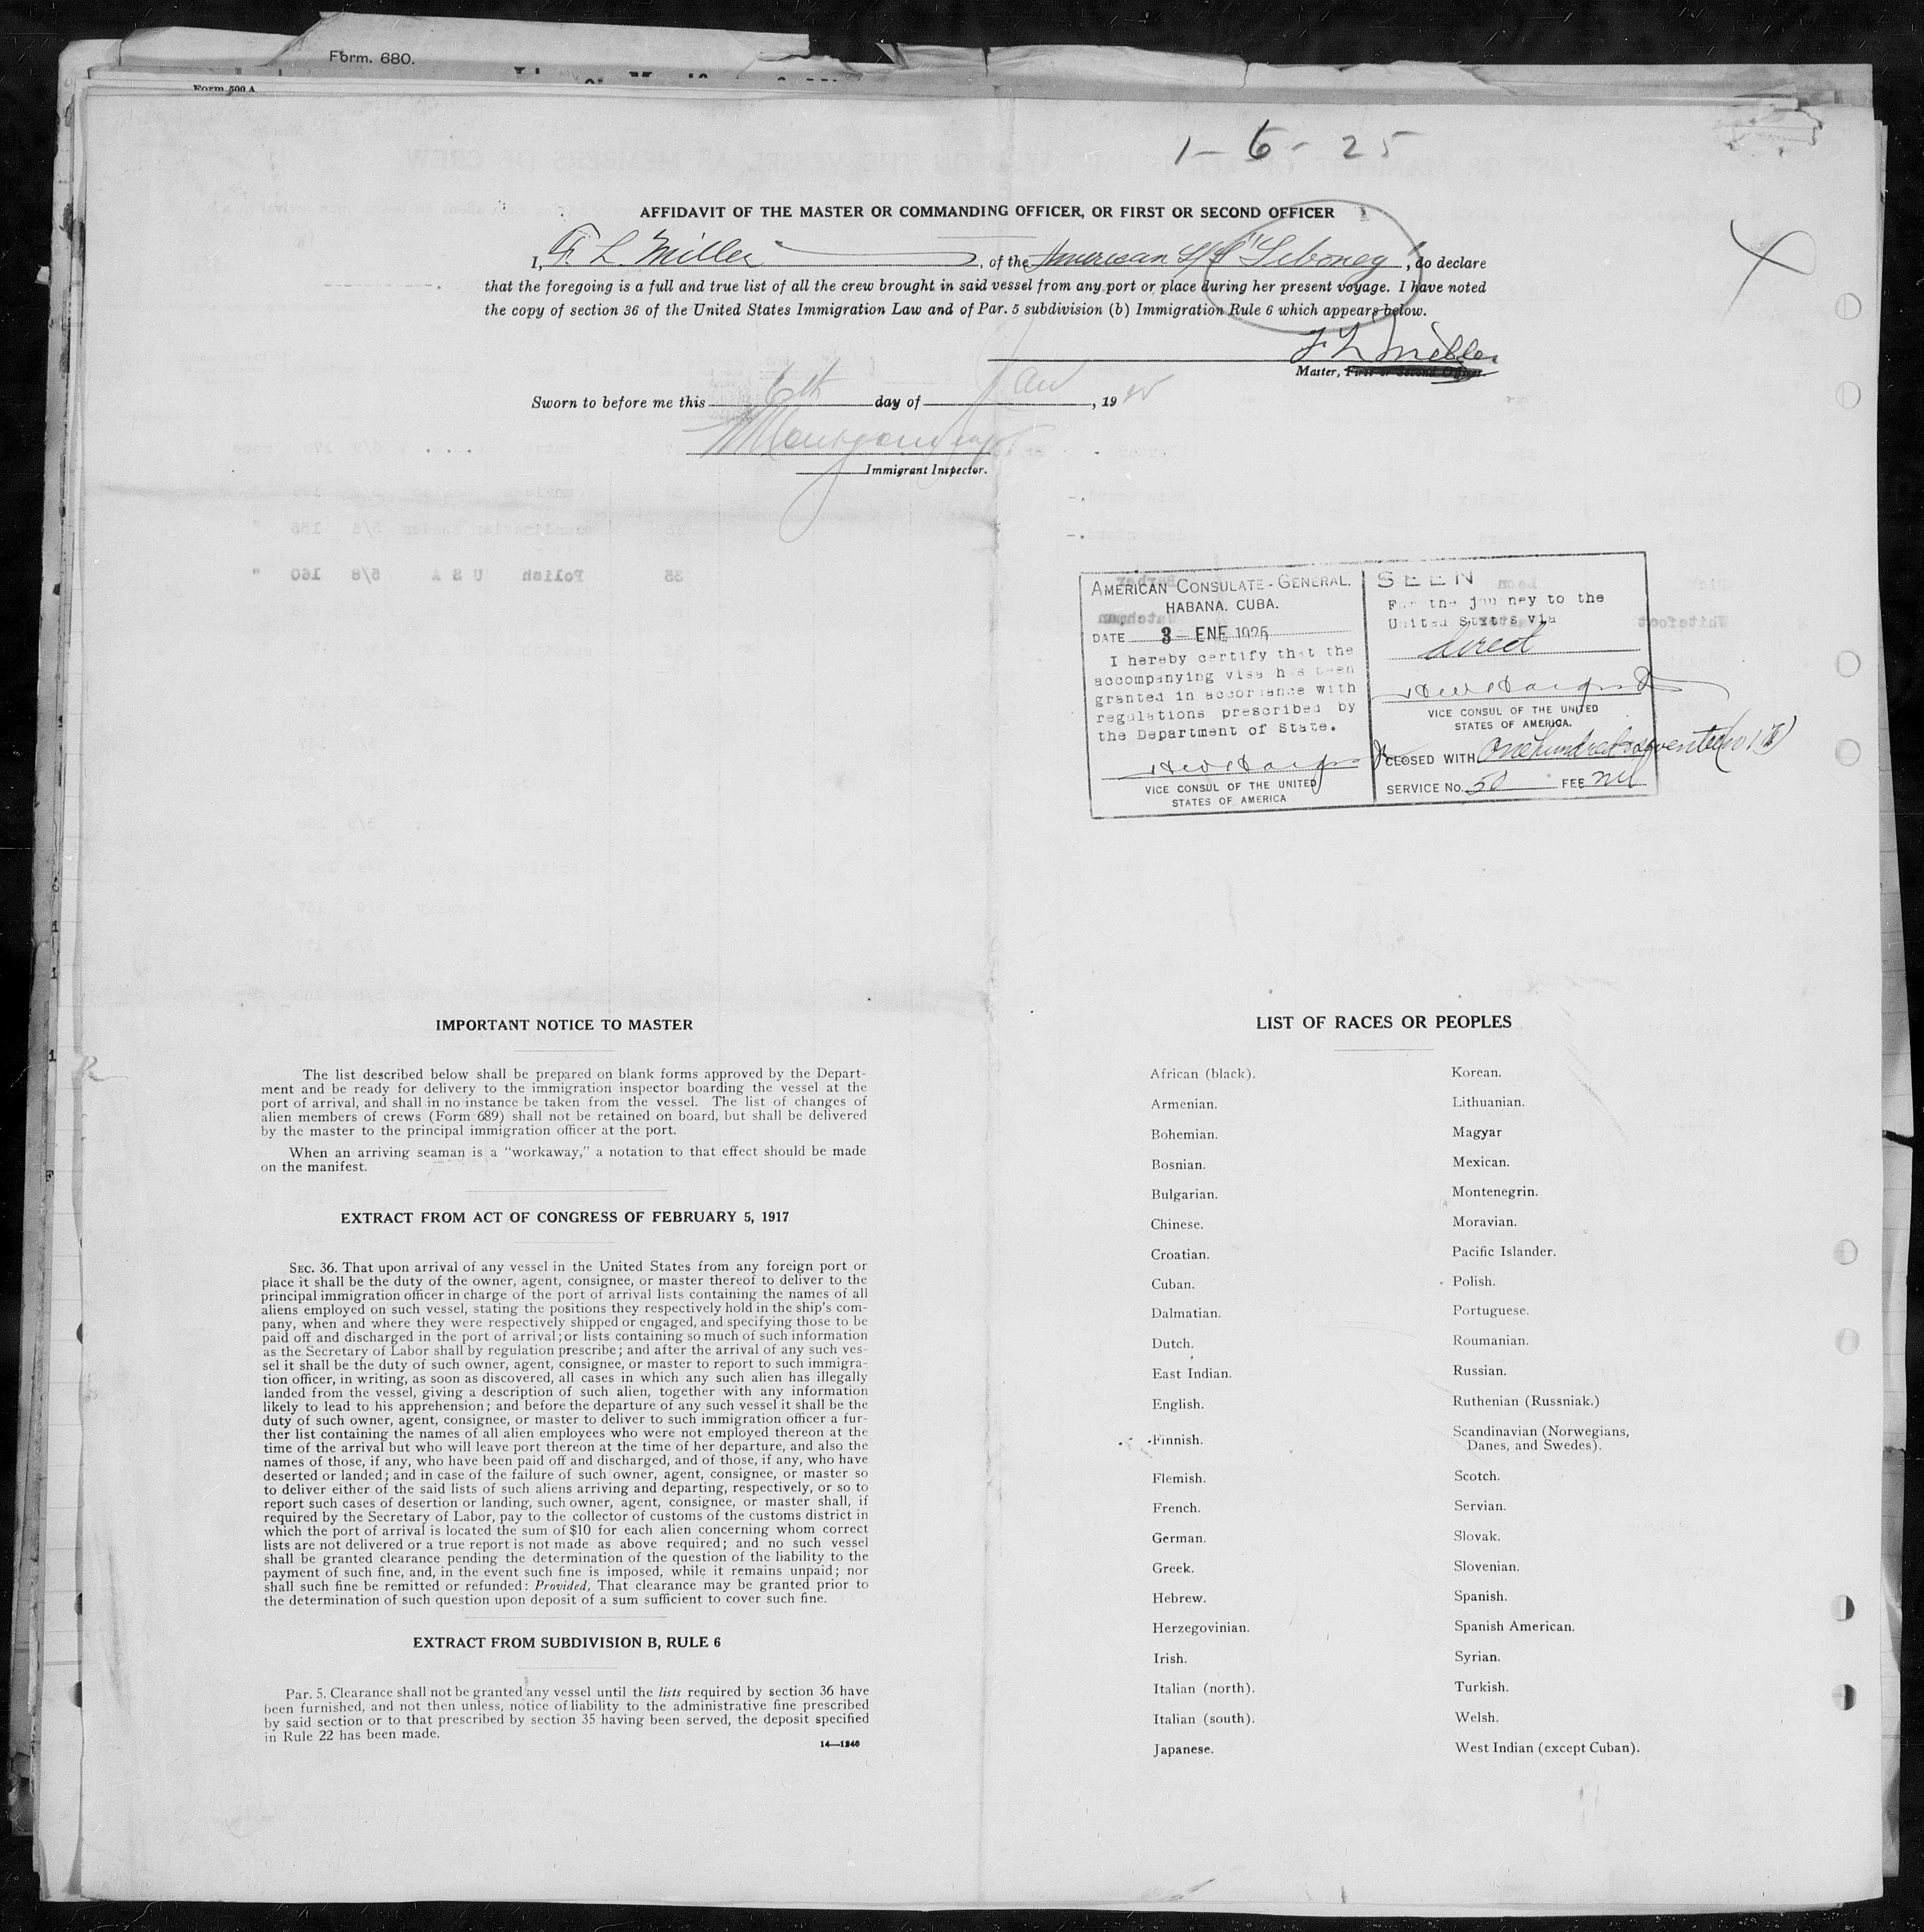 Form. 680.
Form 500 A
1-6-25
AFFIDAVIT OF THE MASTER OR COMMANDING OFFICER, OR FIRST OR SECOND OFFICER
I, F. L. Miller, of the American S/S "Siboney", do declare
that the foregoing is a full and true list of all the crew brought in said vessel from any port or place during her present voyage. I have noted
the copy of section 36 of the United States Immigration Law and of Par. 5 subdivision (b) Immigration Rule 6 which appears below.
F L Miller
Master, First or Second Officer.
Sworn to before me this 6th day of Jan, 19
Immigrant Inspector.
AMERICAN CONSULATE-GENERAL.
HABANA. CUBA.
DATE 3 - ENE 1925
I hereby certify that the
accompanying visa has been
granted in accordance with
regulations prescribed by
the Department of State.
VICE CONSUL OF THE UNITED
STATES OF AMERICA
SEEN
For the journey to the
United States via
direct
VICE CONSUL OF THE UNITED
STATES OF AMERICA.
CLOSED WITH One hundred seventeen
SERVICE No. 50 FEE nil
IMPORTANT NOTICE TO MASTER
The list described below shall be prepared on blank forms approved by the Depart-
ment and be ready for delivery to the immigration inspector boarding the vessel at the
port of arrival, and shall in no instance be taken from the vessel. The list of changes of
alien members of crews (Form 689) shall not be retained on board, but shall be delivered
by the master to the principal immigration officer at the port.
When an arriving seaman is a "workaway," a notation to that effect should be made
on the manifest.
EXTRACT FROM ACT OF CONGRESS OF FEBRUARY 5, 1917
SEC. 36. That upon arrival of any vessel in the United States from any foreign port or
place it shall be the duty of the owner, agent, consignee, or master thereof to deliver to the
principal immigration officer in charge of the port of arrival lists containing the names of all
aliens employed on such vessel, stating the positions they respectively hold in the ship's com-
pany, when and where they were respectively shipped or engaged, and specifying those to be
paid off and discharged in the port of arrival; or lists containing so much of such information
as the Secretary of Labor shall by regulation prescribe; and after the arrival of any such ves-
sel it shall be the duty of such owner, agent, consignee, or master to report to such immigra-
tion officer, in writing, as soon as discovered, all cases in which any such alien has illegally
landed from the vessel, giving a description of such alien, together with any information
likely to lead to his apprehension; and before the departure of any such vessel it shall be the
duty of such owner, agent, consignee, or master to deliver to such immigration officer a fur-
ther list containing the names of all alien employees who were not employed thereon at the
time of the arrival but who will leave port thereon at the time of her departure, and also the
names of those, if any, who have been paid off and discharged, and of those, if any, who have
deserted or landed; and in case of the failure of such owner, agent, consignee, or master so
to deliver either of the said lists of such aliens arriving and departing, respectively, or so to
report such cases of desertion or landing, such owner, agent, consignee, or master shall, if
required by the Secretary of Labor, pay to the collector of customs of the customs district in
which the port of arrival is located the sum of $10 for each alien concerning whom correct
lists are not delivered or a true report is not made as above required; and no such vessel
shall be granted clearance pending the determination of the question of the liability to the
payment of such fine, and, in the event such fine is imposed, while it remains unpaid; nor
shall such fine be remitted or refunded: Provided, That clearance may be granted prior to
the determination of such question upon deposit of a sum sufficient to cover such fine.
EXTRACT FROM SUBDIVISION B, RULE 6
Par. 5. Clearance shall not be granted any vessel until the lists required by section 36 have
been furnished, and not then unless, notice of liability to the administrative fine prescribed
by said section or to that prescribed by section 35 having been served, the deposit specified
in Rule 22 has been made.
14—1240
LIST OF RACES OR PEOPLES
African (black).
Armenian.
Bohemian.
Bosnian.
Bulgarian.
Chinese.
Croatian.
Cuban.
Dalmatian.
Dutch.
East Indian.
English.
Finnish.
Flemish.
French.
German.
Greek.
Hebrew.
Herzegovinian.
Irish.
Italian (north).
Italian (south).
Japanese.
Korean.
Lithuanian.
Magyar
Mexican.
Montenegrin.
Moravian.
Pacific Islander.
Polish.
Portuguese.
Roumanian.
Russian.
Ruthenian (Russniak.)
Scandinavian (Norwegians,
Danes, and Swedes).
Scotch.
Servian.
Slovak.
Slovenian.
Spanish.
Spanish American.
Syrian.
Turkish.
Welsh.
West Indian (except Cuban).